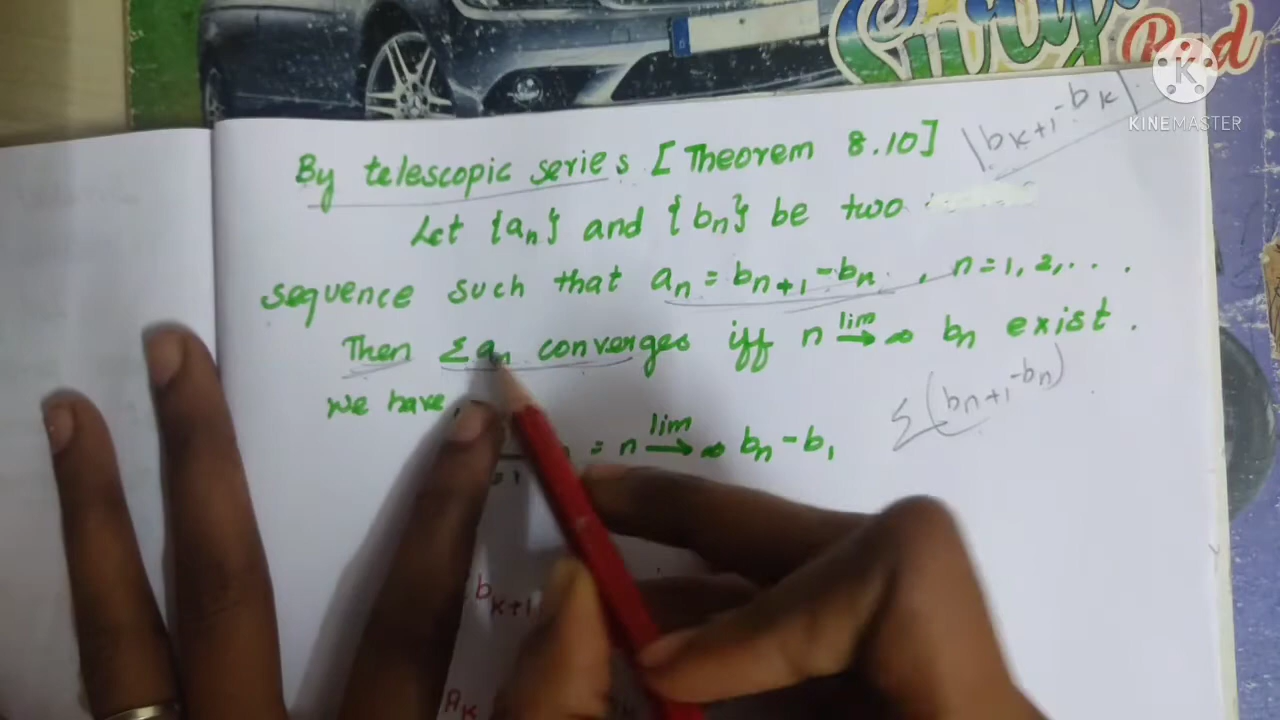 K
KINEMASTER
|bk+1-bk|
By telescopic series [Theorem 8.10]
Let {an} and {bn} be two
sequence such that an = bn+1 - bn , n = 1, 2, . . .
Then Σan converges iff n lim→∞ bn exist.
We have,
= n lim→∞ bn - b1
Σ(bn+1-bn)
bk+1